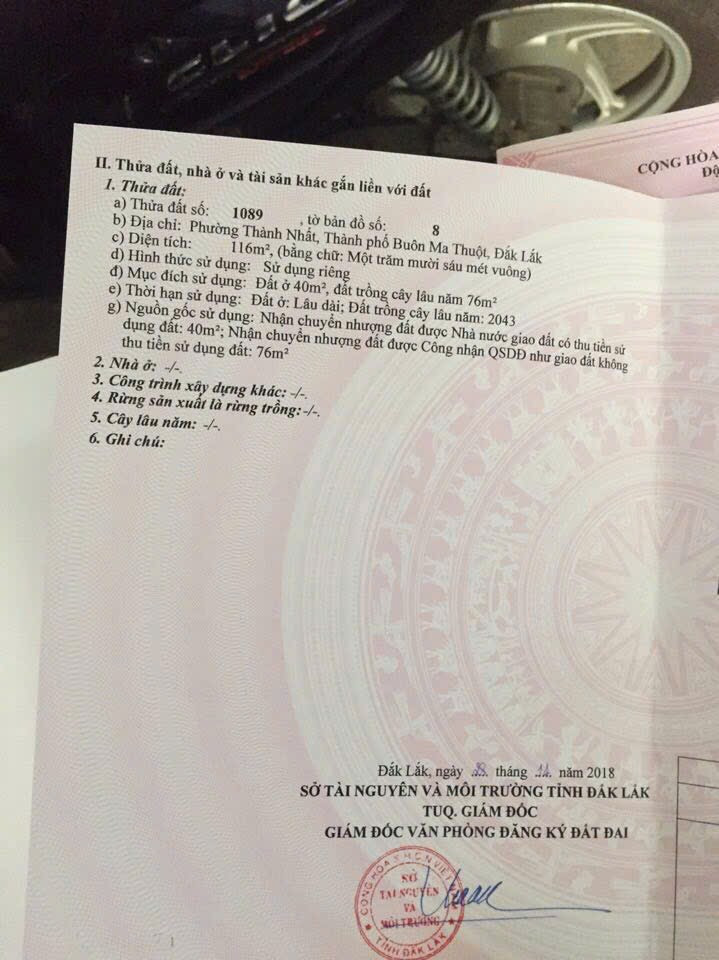 CLICK
CỘNG HÒA
Độ
II. Thửa đất, nhà ở và tài sản khác gắn liền với đất
1. Thửa đất:
a) Thửa đất số: 1089 , tờ bản đồ số: 8
b) Địa chỉ: Phường Thành Nhất, Thành phố Buôn Ma Thuột, Đắk Lắk
c) Diện tích: 116m², (bằng chữ: Một trăm mười sáu mét vuông)
d) Hình thức sử dụng: Sử dụng riêng
đ) Mục đích sử dụng: Đất ở 40m², đất trồng cây lâu năm 76m²
e) Thời hạn sử dụng: Đất ở: Lâu dài; Đất trồng cây lâu năm: 2043
g) Nguồn gốc sử dụng: Nhận chuyển nhượng đất được Nhà nước giao đất có thu tiền sử
dụng đất: 40m²; Nhận chuyển nhượng đất được Công nhận QSDĐ như giao đất không
thu tiền sử dụng đất: 76m²
2. Nhà ở: -/-.
3. Công trình xây dựng khác: -/-.
4. Rừng sản xuất là rừng trồng: -/-.
5. Cây lâu năm: -/-.
6. Ghi chú:
Đắk Lắk, ngày tháng năm 2018
SỞ TÀI NGUYÊN VÀ MÔI TRƯỜNG TỈNH ĐẮK LẮK
TUQ. GIÁM ĐỐC
GIÁM ĐỐC VĂN PHÒNG ĐĂNG KÝ ĐẤT ĐAI
CỘNG HÒA X.H.C.N VIỆT
SỞ
TÀI NGUYÊN
VÀ
MÔI TRƯỜNG
TỈNH ĐẮK LẮK